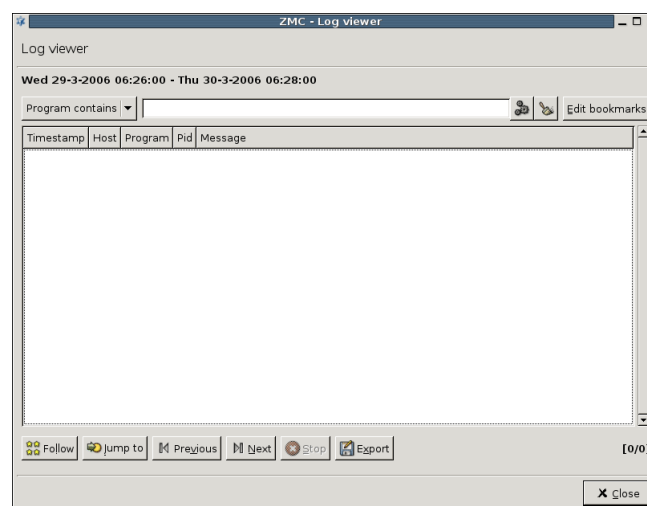 ZMC - Log viewer
Log viewer
Wed 29-3-2006 06:26:00 - Thu 30-3-2006 06:28:00
Program contains Edit bookmarks
Timestamp Host Program Pid Message
Follow Jump to Previous Next Stop Export [0/0]
Close